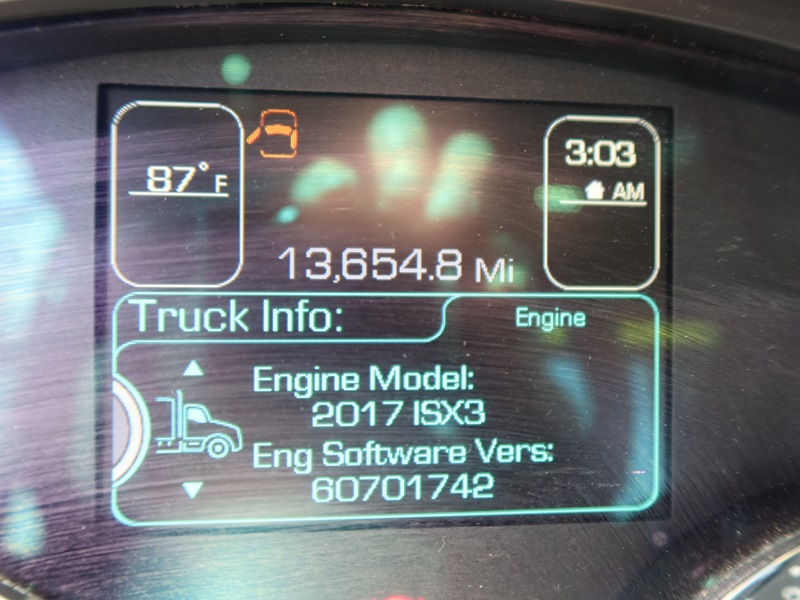 87°F
3:03
AM
13,654.8 Mi
Truck Info:
Engine
Engine Model:
2017 ISX3
Eng Software Vers:
60701742